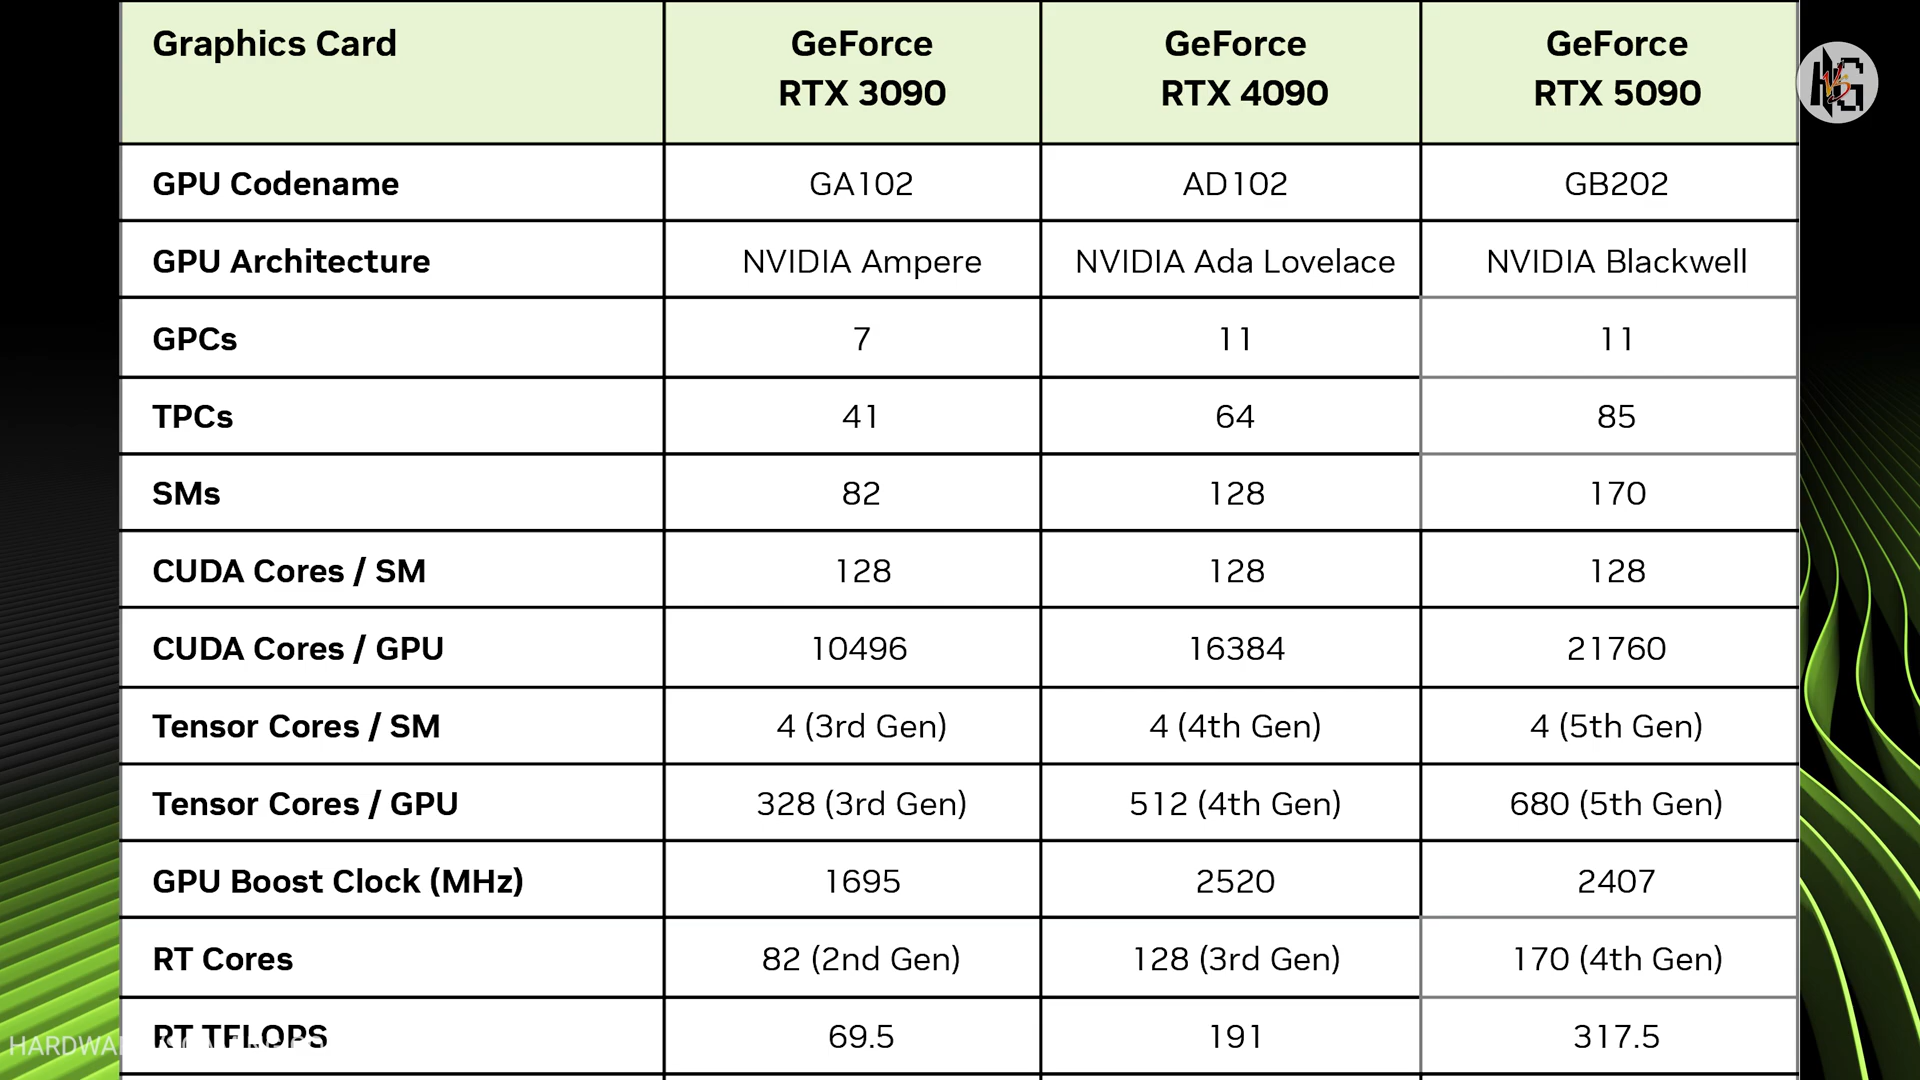 Graphics Card GeForce RTX 3090 GeForce RTX 4090 GeForce RTX 5090
GPU Codename GA102 AD102 GB202
GPU Architecture NVIDIA Ampere NVIDIA Ada Lovelace NVIDIA Blackwell
GPCs 7 11 11
TPCs 41 64 85
SMs 82 128 170
CUDA Cores / SM 128 128 128
CUDA Cores / GPU 10496 16384 21760
Tensor Cores / SM 4 (3rd Gen) 4 (4th Gen) 4 (5th Gen)
Tensor Cores / GPU 328 (3rd Gen) 512 (4th Gen) 680 (5th Gen)
GPU Boost Clock (MHz) 1695 2520 2407
RT Cores 82 (2nd Gen) 128 (3rd Gen) 170 (4th Gen)
RT TFLOPS 69.5 191 317.5